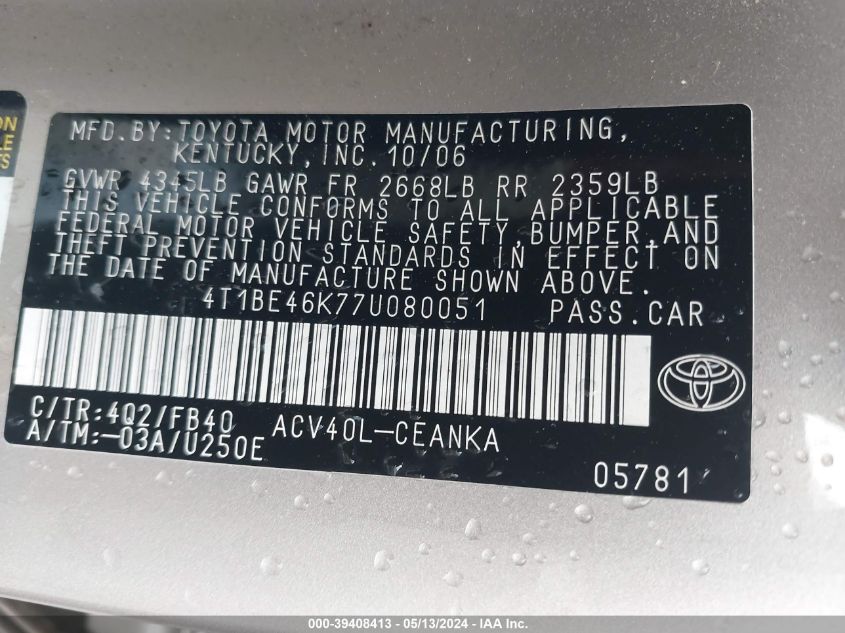 ON
LE
TS
MFD.BY:TOYOTA MOTOR MANUFACTURING,
KENTUCKY,INC.10/06
GVWR 4345LB GAWR FR 2668LB RR 2359LB
THIS VEHICLE CONFORMS TO ALL APPLICABLE
FEDERAL MOTOR VEHICLE SAFETY,BUMPER,AND
THEFT PREVENTION STANDARDS IN EFFECT ON
THE DATE OF MANUFACTURE SHOWN ABOVE.
4T1BE46K77U080051 PASS.CAR
C/TR:4Q2/FB40 ACV40L-CEANKA
A/TM:-03A/U250E
05781
000-39408413 - 05/13/2024 - IAA Inc.